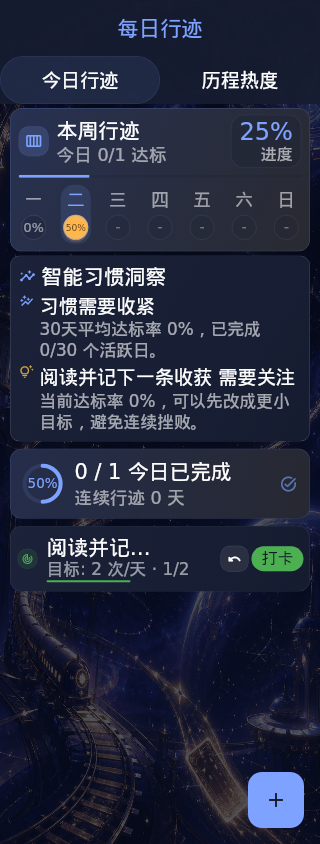 每日行迹
今日行迹
历程热度
本周行迹
今日 0/1 达标
25%
进度
一 二 三 四 五 六 日
0% 50% - - - - -
智能习惯洞察
习惯需要收紧
30天平均达标率 0%，已完成
0/30 个活跃日。
阅读并记下一条收获 需要关注
当前达标率 0%，可以先改成更小
目标，避免连续挫败。
50%
0 / 1 今日已完成
连续行迹 0 天
阅读并记...
目标: 2 次/天 · 1/2
打卡
+